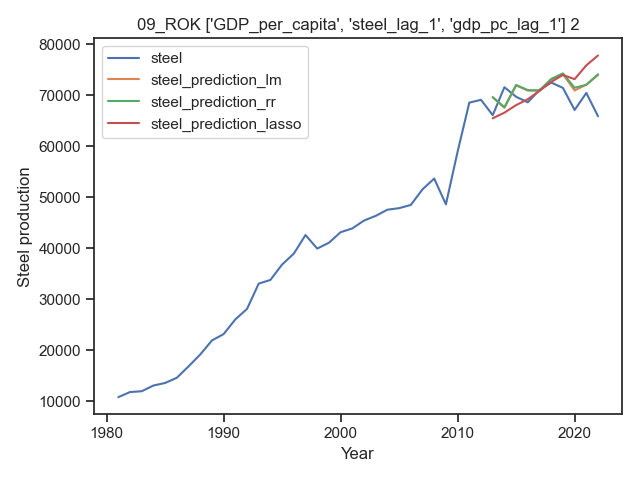 09_ROK ['GDP_per_capita', 'steel_lag_1', 'gdp_pc_lag_1'] 2
steel
steel_prediction_lm
steel_prediction_rr
steel_prediction_lasso
80000
70000
60000
50000
40000
30000
20000
10000
Steel production
1980
1990
2000
2010
2020
Year